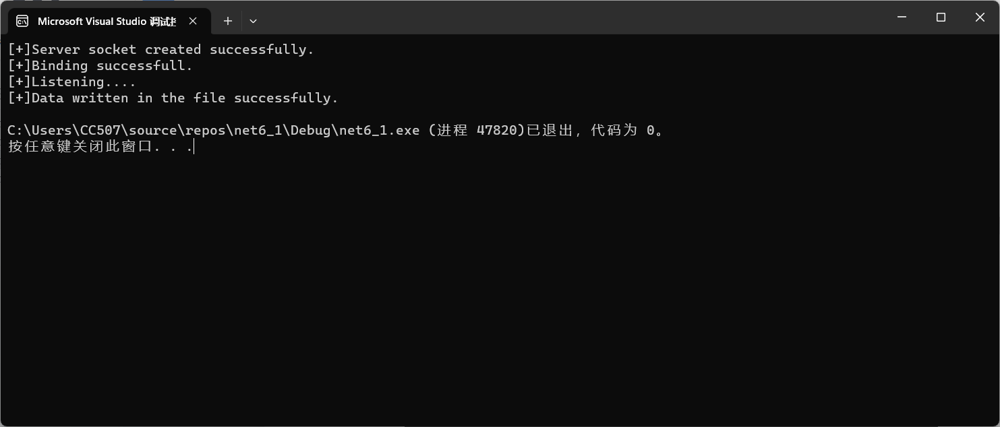 Microsoft Visual Studio 调试
[+]Server socket created successfully.
[+]Binding successfull.
[+]Listening....
[+]Data written in the file successfully.
C:\Users\CC507\source\repos\net6_1\Debug\net6_1.exe (进程 47820)已退出，代码为 0。
按任意键关闭此窗口. . .